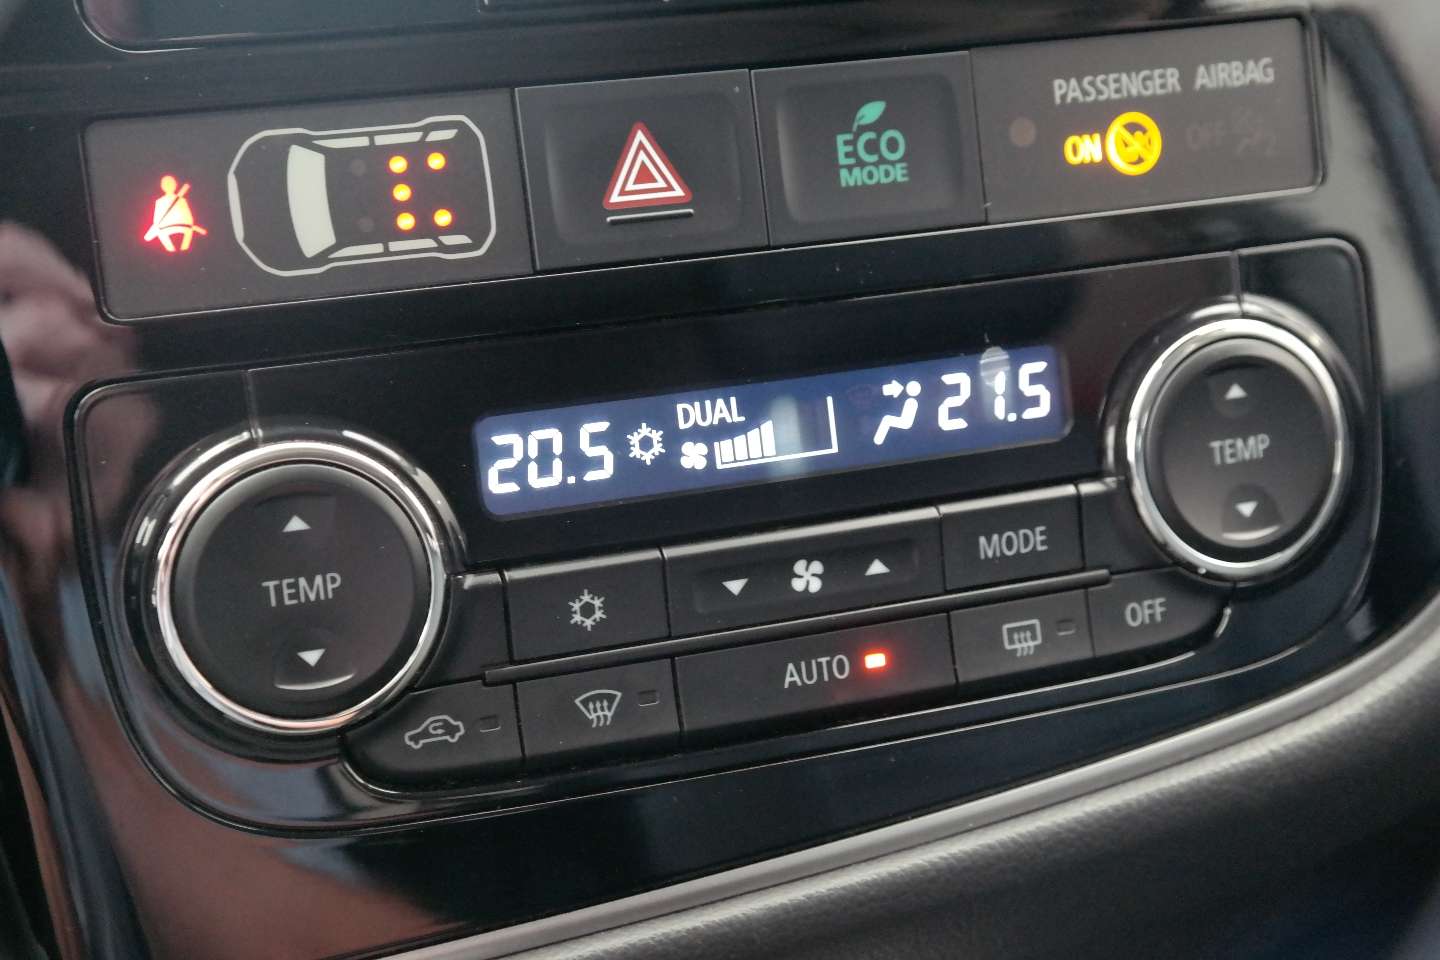 PASSENGER AIRBAG
ECO
MODE
ON
OFF
DUAL
20.5
21.5
TEMP
TEMP
MODE
AUTO
OFF